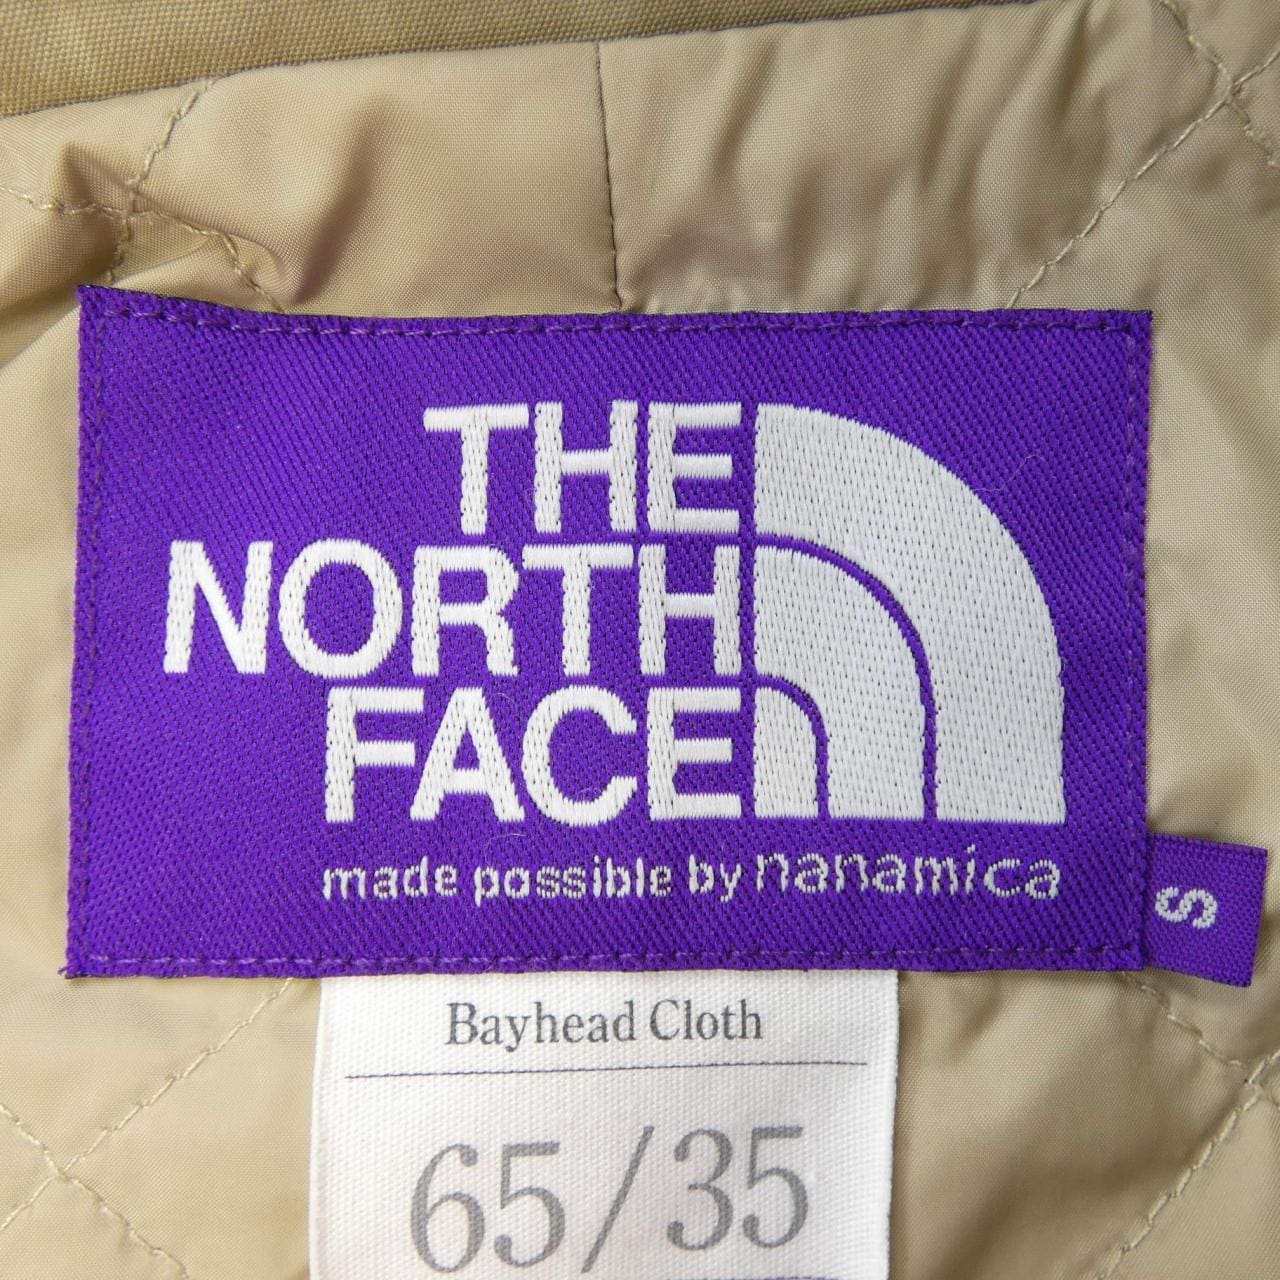 THE
NORTH
FACE
made possible by nanamica
S
Bayhead Cloth
65/35